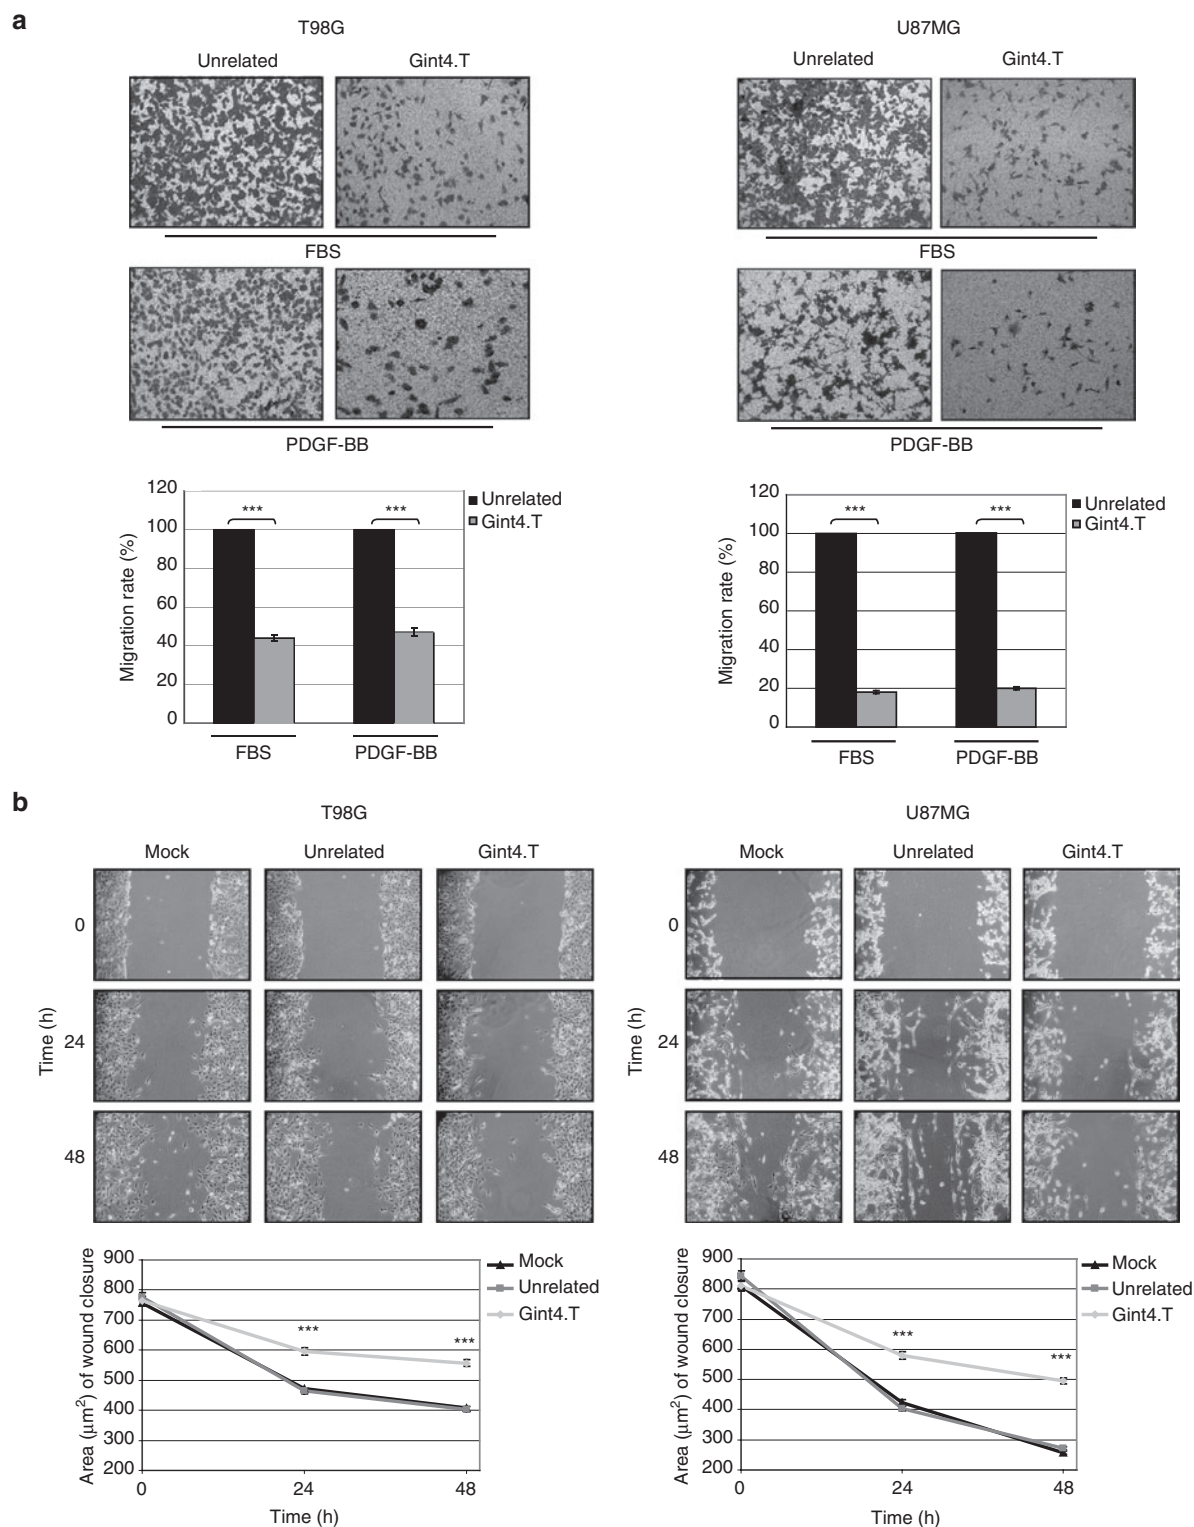 a
T98G
Unrelated Gint4.T
FBS
PDGF-BB
120
100
80
60
40
20
0
Migration rate (%)
*** ***
Unrelated
Gint4.T
FBS PDGF-BB
U87MG
Unrelated Gint4.T
FBS
PDGF-BB
120
100
80
60
40
20
0
Migration rate (%)
*** ***
Unrelated
Gint4.T
FBS PDGF-BB
b
T98G
Mock Unrelated Gint4.T
0
24
48
Time (h)
900
800
700
600
500
400
300
200
Area (μm²) of wound closure
***
***
Mock
Unrelated
Gint4.T
0 24 48
Time (h)
U87MG
Mock Unrelated Gint4.T
0
24
48
Time (h)
900
800
700
600
500
400
300
200
Area (μm²) of wound closure
***
***
Mock
Unrelated
Gint4.T
0 24 48
Time (h)